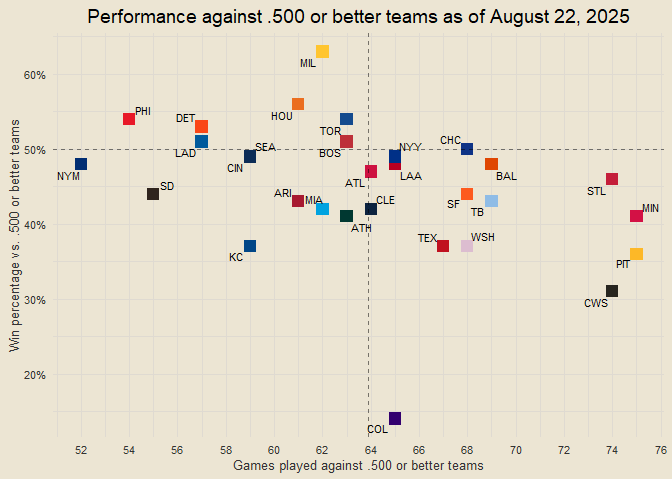 Performance against .500 or better teams as of August 22, 2025
Win percentage vs. .500 or better teams
60%
50%
40%
30%
20%
MIL
HOU
PHI
DET
TOR
LAD
BOS
SEA
CIN
NYY
CHC
NYM
SD
ATL
LAA
BAL
STL
ARI
MIA
CLE
SF
TB
MIN
ATH
KC
TEX
WSH
PIT
CWS
COL
52 54 56 58 60 62 64 66 68 70 72 74 76
Games played against .500 or better teams